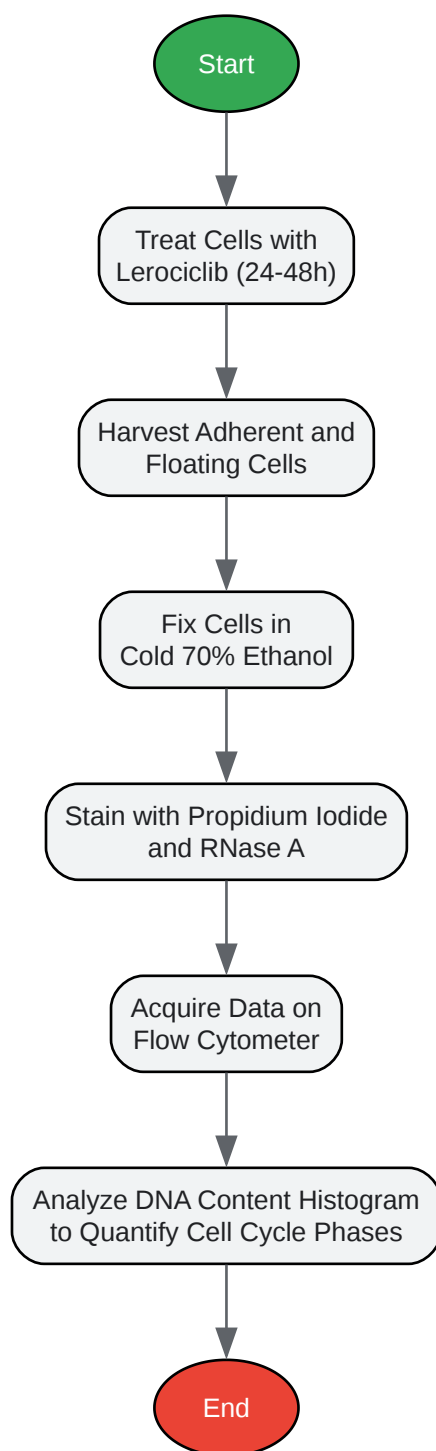 Start
Treat Cells with
Lerociclib (24-48h)
Harvest Adherent and
Floating Cells
Fix Cells in
Cold 70% Ethanol
Stain with Propidium Iodide
and RNase A
Acquire Data on
Flow Cytometer
Analyze DNA Content Histogram
to Quantify Cell Cycle Phases
End